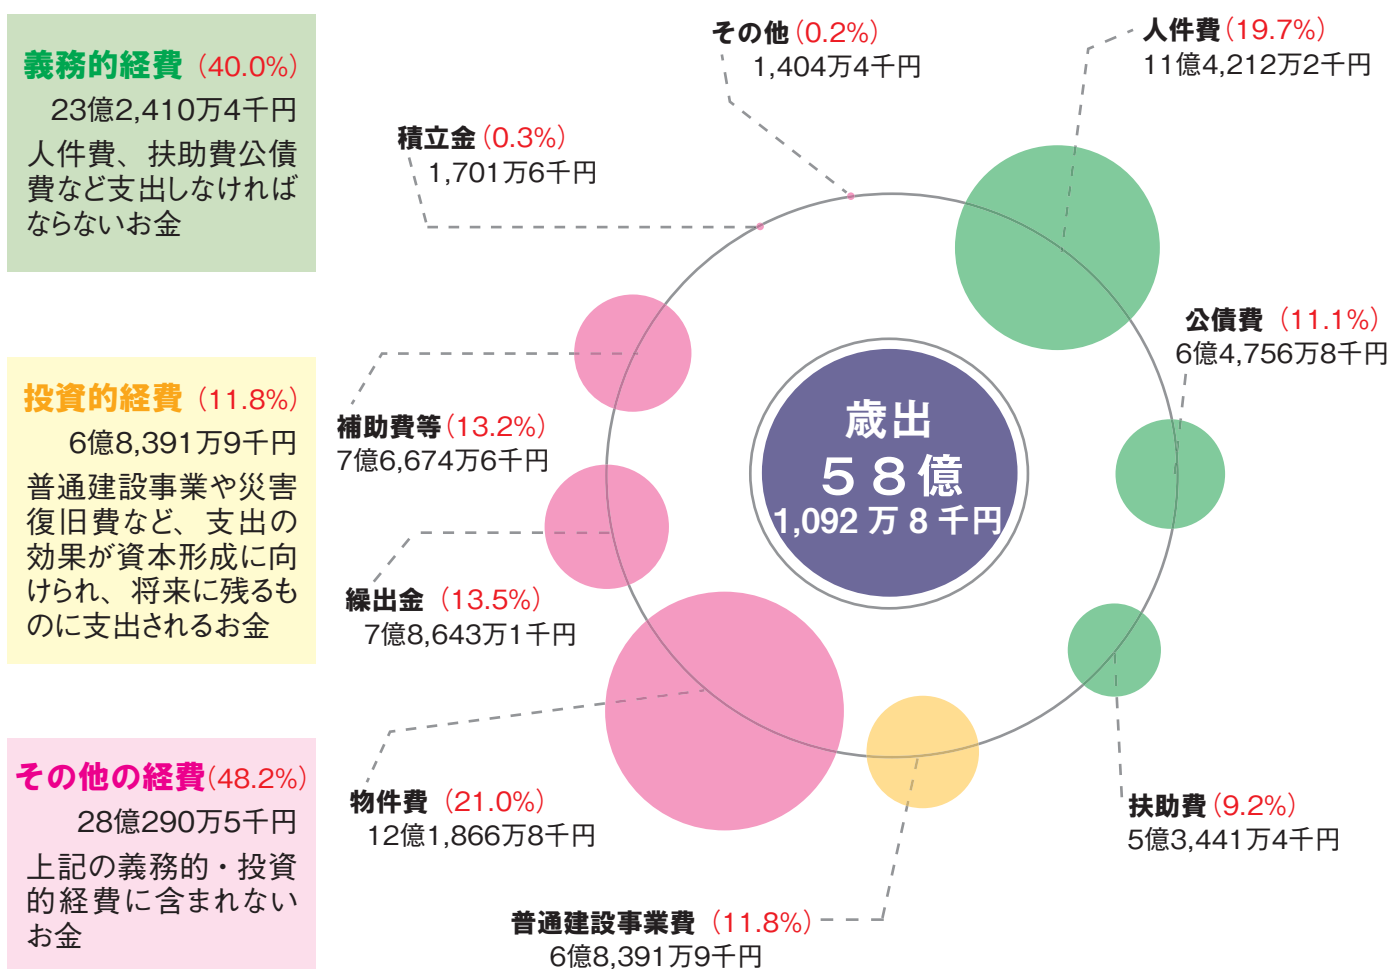 義務的経費（40.0%）
23億2,410万4千円
人件費、扶助費公債
費など支出しなければ
ならないお金
投資的経費（11.8%）
6億8,391万9千円
普通建設事業や災害
復旧費など、支出の
効果が資本形成に向
けられ、将来に残るも
のに支出されるお金
その他の経費（48.2%）
28億290万5千円
上記の義務的・投資
的経費に含まれない
お金
その他（0.2%）
1,404万4千円
人件費（19.7%）
11億4,212万2千円
積立金（0.3%）
1,701万6千円
公債費（11.1%）
6億4,756万8千円
補助費等（13.2%）
7億6,674万6千円
歳出
５８億
1,092万8千円
繰出金（13.5%）
7億8,643万1千円
物件費（21.0%）
12億1,866万8千円
扶助費（9.2%）
5億3,441万4千円
普通建設事業費（11.8%）
6億8,391万9千円